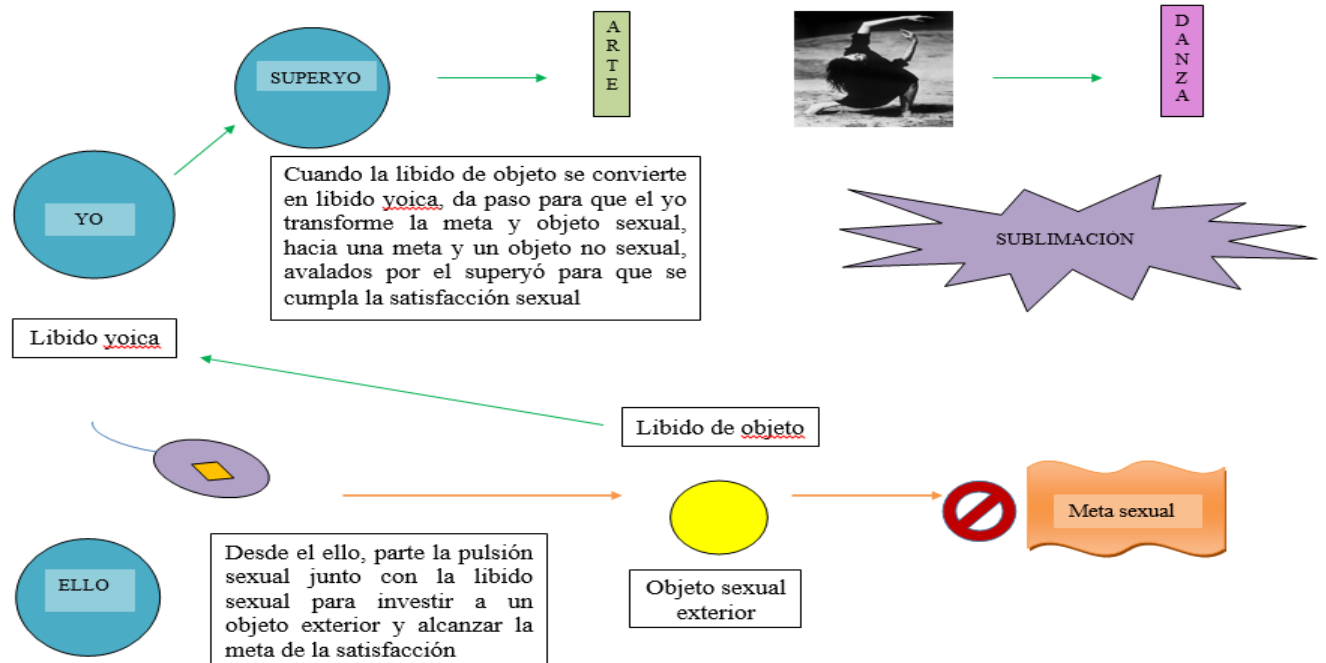 SUPERYO
ARTE
DANZA
YO
Cuando la libido de objeto se convierte
en libido yoica, da paso para que el yo
transforme la meta y objeto sexual,
hacia una meta y un objeto no sexual,
avalados por el superyó para que se
cumpla la satisfacción sexual
SUBLIMACIÓN
Libido yoica
Libido de objeto
Meta sexual
ELLO
Desde el ello, parte la pulsión
sexual junto con la libido
sexual para investir a un
objeto exterior y alcanzar la
meta de la satisfacción
Objeto sexual
exterior